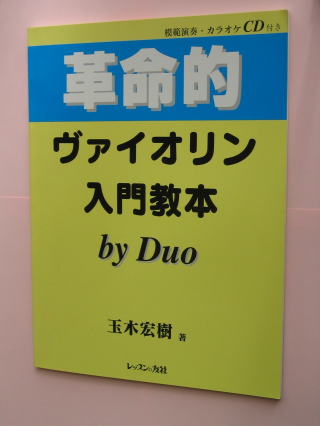 模範演奏・カラオケCD付き
革命的
ヴァイオリン
入門教本
by Duo
玉木宏樹 著
レッスンの友社